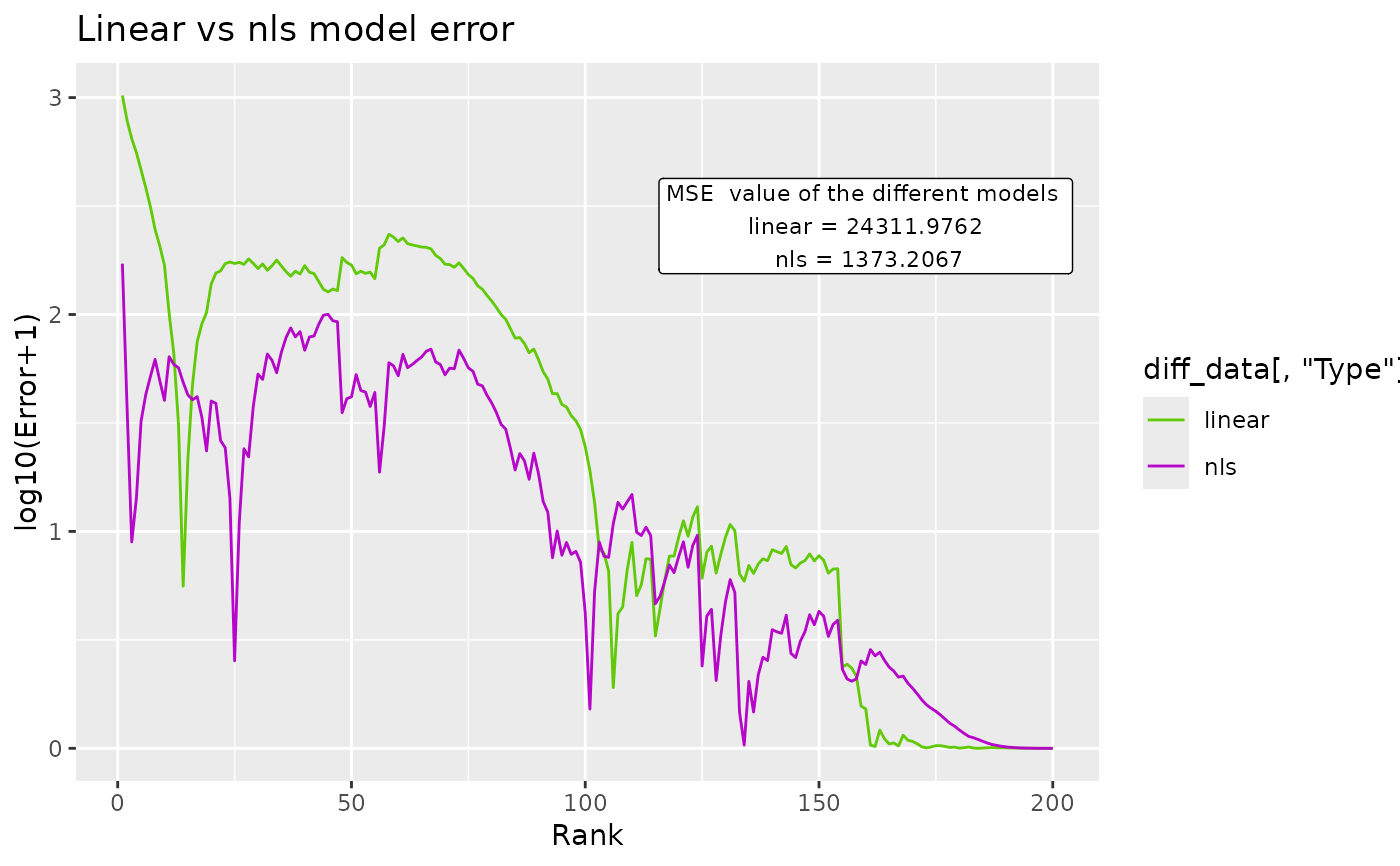 Linear vs nls model error
3
2
1
0
log10(Error+1)
MSE  value of the different models
linear = 24311.9762
nls = 1373.2067
0 50 100 150 200
Rank
diff_data[, "Type"]
linear
nls